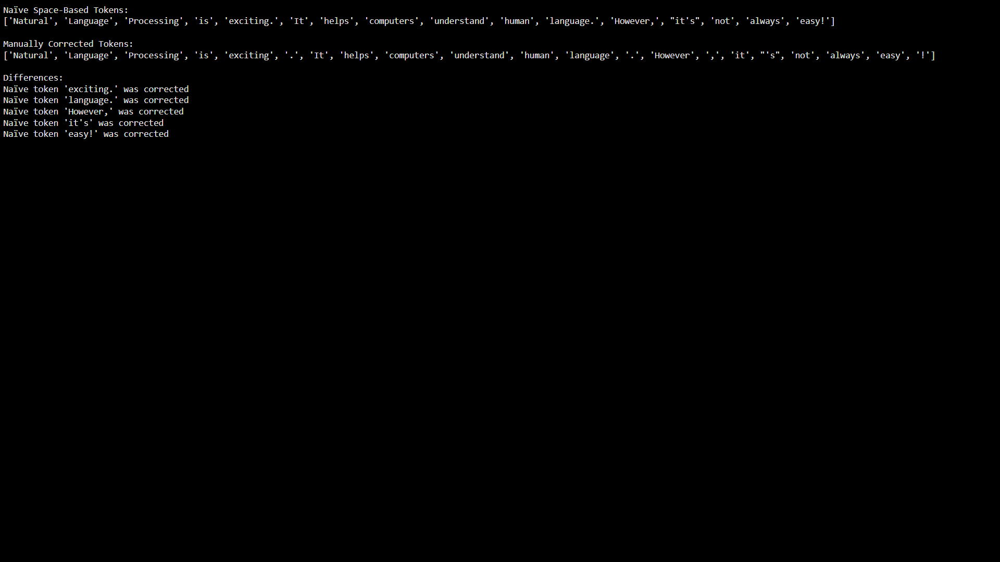 Naïve Space-Based Tokens:
['Natural', 'Language', 'Processing', 'is', 'exciting.', 'It', 'helps', 'computers', 'understand', 'human', 'language.', 'However,', "it's", 'not', 'always', 'easy!']
Manually Corrected Tokens:
['Natural', 'Language', 'Processing', 'is', 'exciting', '.', 'It', 'helps', 'computers', 'understand', 'human', 'language', '.', 'However', ',', 'it', "'s", 'not', 'always', 'easy', '!']
Differences:
Naïve token 'exciting.' was corrected
Naïve token 'language.' was corrected
Naïve token 'However,' was corrected
Naïve token 'it's' was corrected
Naïve token 'easy!' was corrected